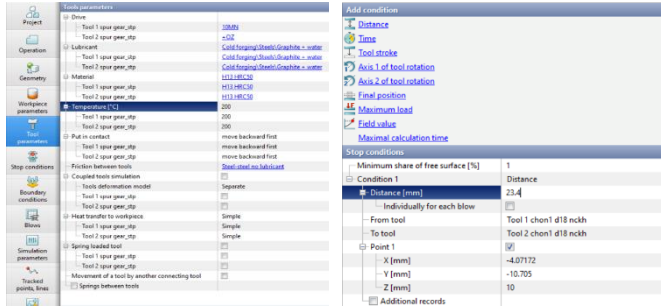 Project
Operation
Geometry
Workpiece
parameters
Tool
parameters
Stop conditions
Boundary
conditions
Blows
Simulation
parameters
Tracked
points, lines
Tools parameters
Drive
Tool 1 spur gear_stp 10MN
Tool 2 spur gear_stp +OZ
Lubricant Cold forging\Steels\Graphite + water
Tool 1 spur gear_stp Cold forging\Steels\Graphite + water
Tool 2 spur gear_stp Cold forging\Steels\Graphite + water
Material H13 HRC50
Tool 1 spur gear_stp H13 HRC50
Tool 2 spur gear_stp H13 HRC50
Temperature [°C] 200
Tool 1 spur gear_stp 200
Tool 2 spur gear_stp 200
Put in contact move backward first
Tool 1 spur gear_stp move backward first
Tool 2 spur gear_stp move backward first
Friction between tools Steel-steel no lubricant
Coupled tools simulation
Tools deformation model Separate
Tool 1 spur gear_stp
Tool 2 spur gear_stp
Heat transfer to workpiece Simple
Tool 1 spur gear_stp Simple
Tool 2 spur gear_stp Simple
Spring loaded tool
Tool 1 spur gear_stp
Tool 2 spur gear_stp
Movement of a tool by another connecting tool
Springs between tools
Add condition
Distance
Time
Tool stroke
Axis 1 of tool rotation
Axis 2 of tool rotation
Final position
Maximum load
Field value
Maximal calculation time
Stop conditions
Minimum share of free surface [%] 1
Condition 1 Distance
Distance [mm] 23.4
Individually for each blow
From tool Tool 1 chon1 d18 nckh
To tool Tool 2 chon1 d18 nckh
Point 1
X [mm] -4.07172
Y [mm] -10.705
Z [mm] 10
Additional records